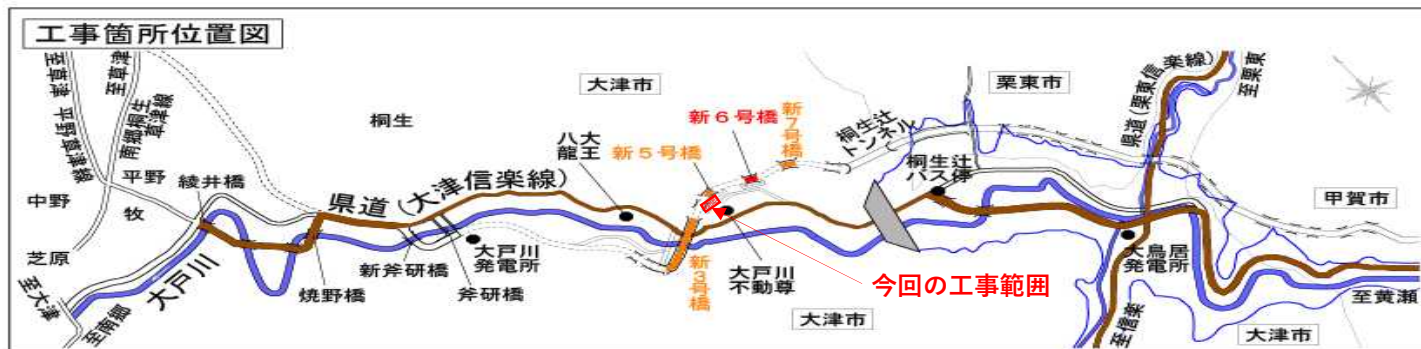 工事箇所位置図
至草津 平野草津線
至草津
南郷桐生草津線
桐生
大津市
栗東市
県道(栗東信楽線)
至栗東
中野
平野
綾井橋
牧
芝原
至大津
至南郷
大戸川
県道(大津信楽線)
焼野橋
新斧研橋
斧研橋
大戸川
発電所
八大
龍王
新5号橋
新6号橋
新7号橋
新3号橋
大戸川
不動尊
今回の工事範囲
桐生辻
トンネル
桐生辻
バス停
大津市
大鳥居
発電所
至信楽
甲賀市
至黄瀬
大津市